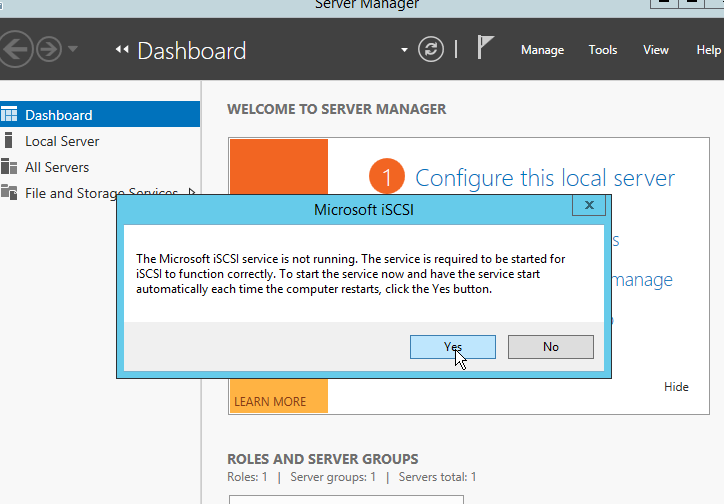 Server Manager
Dashboard
Manage Tools View Help
Dashboard
Local Server
All Servers
File and Storage Services
WELCOME TO SERVER MANAGER
1 Configure this local server
manage
Microsoft iSCSI
x
The Microsoft iSCSI service is not running. The service is required to be started for
iSCSI to function correctly. To start the service now and have the service start
automatically each time the computer restarts, click the Yes button.
Yes No
Hide
LEARN MORE
ROLES AND SERVER GROUPS
Roles: 1 | Server groups: 1 | Servers total: 1